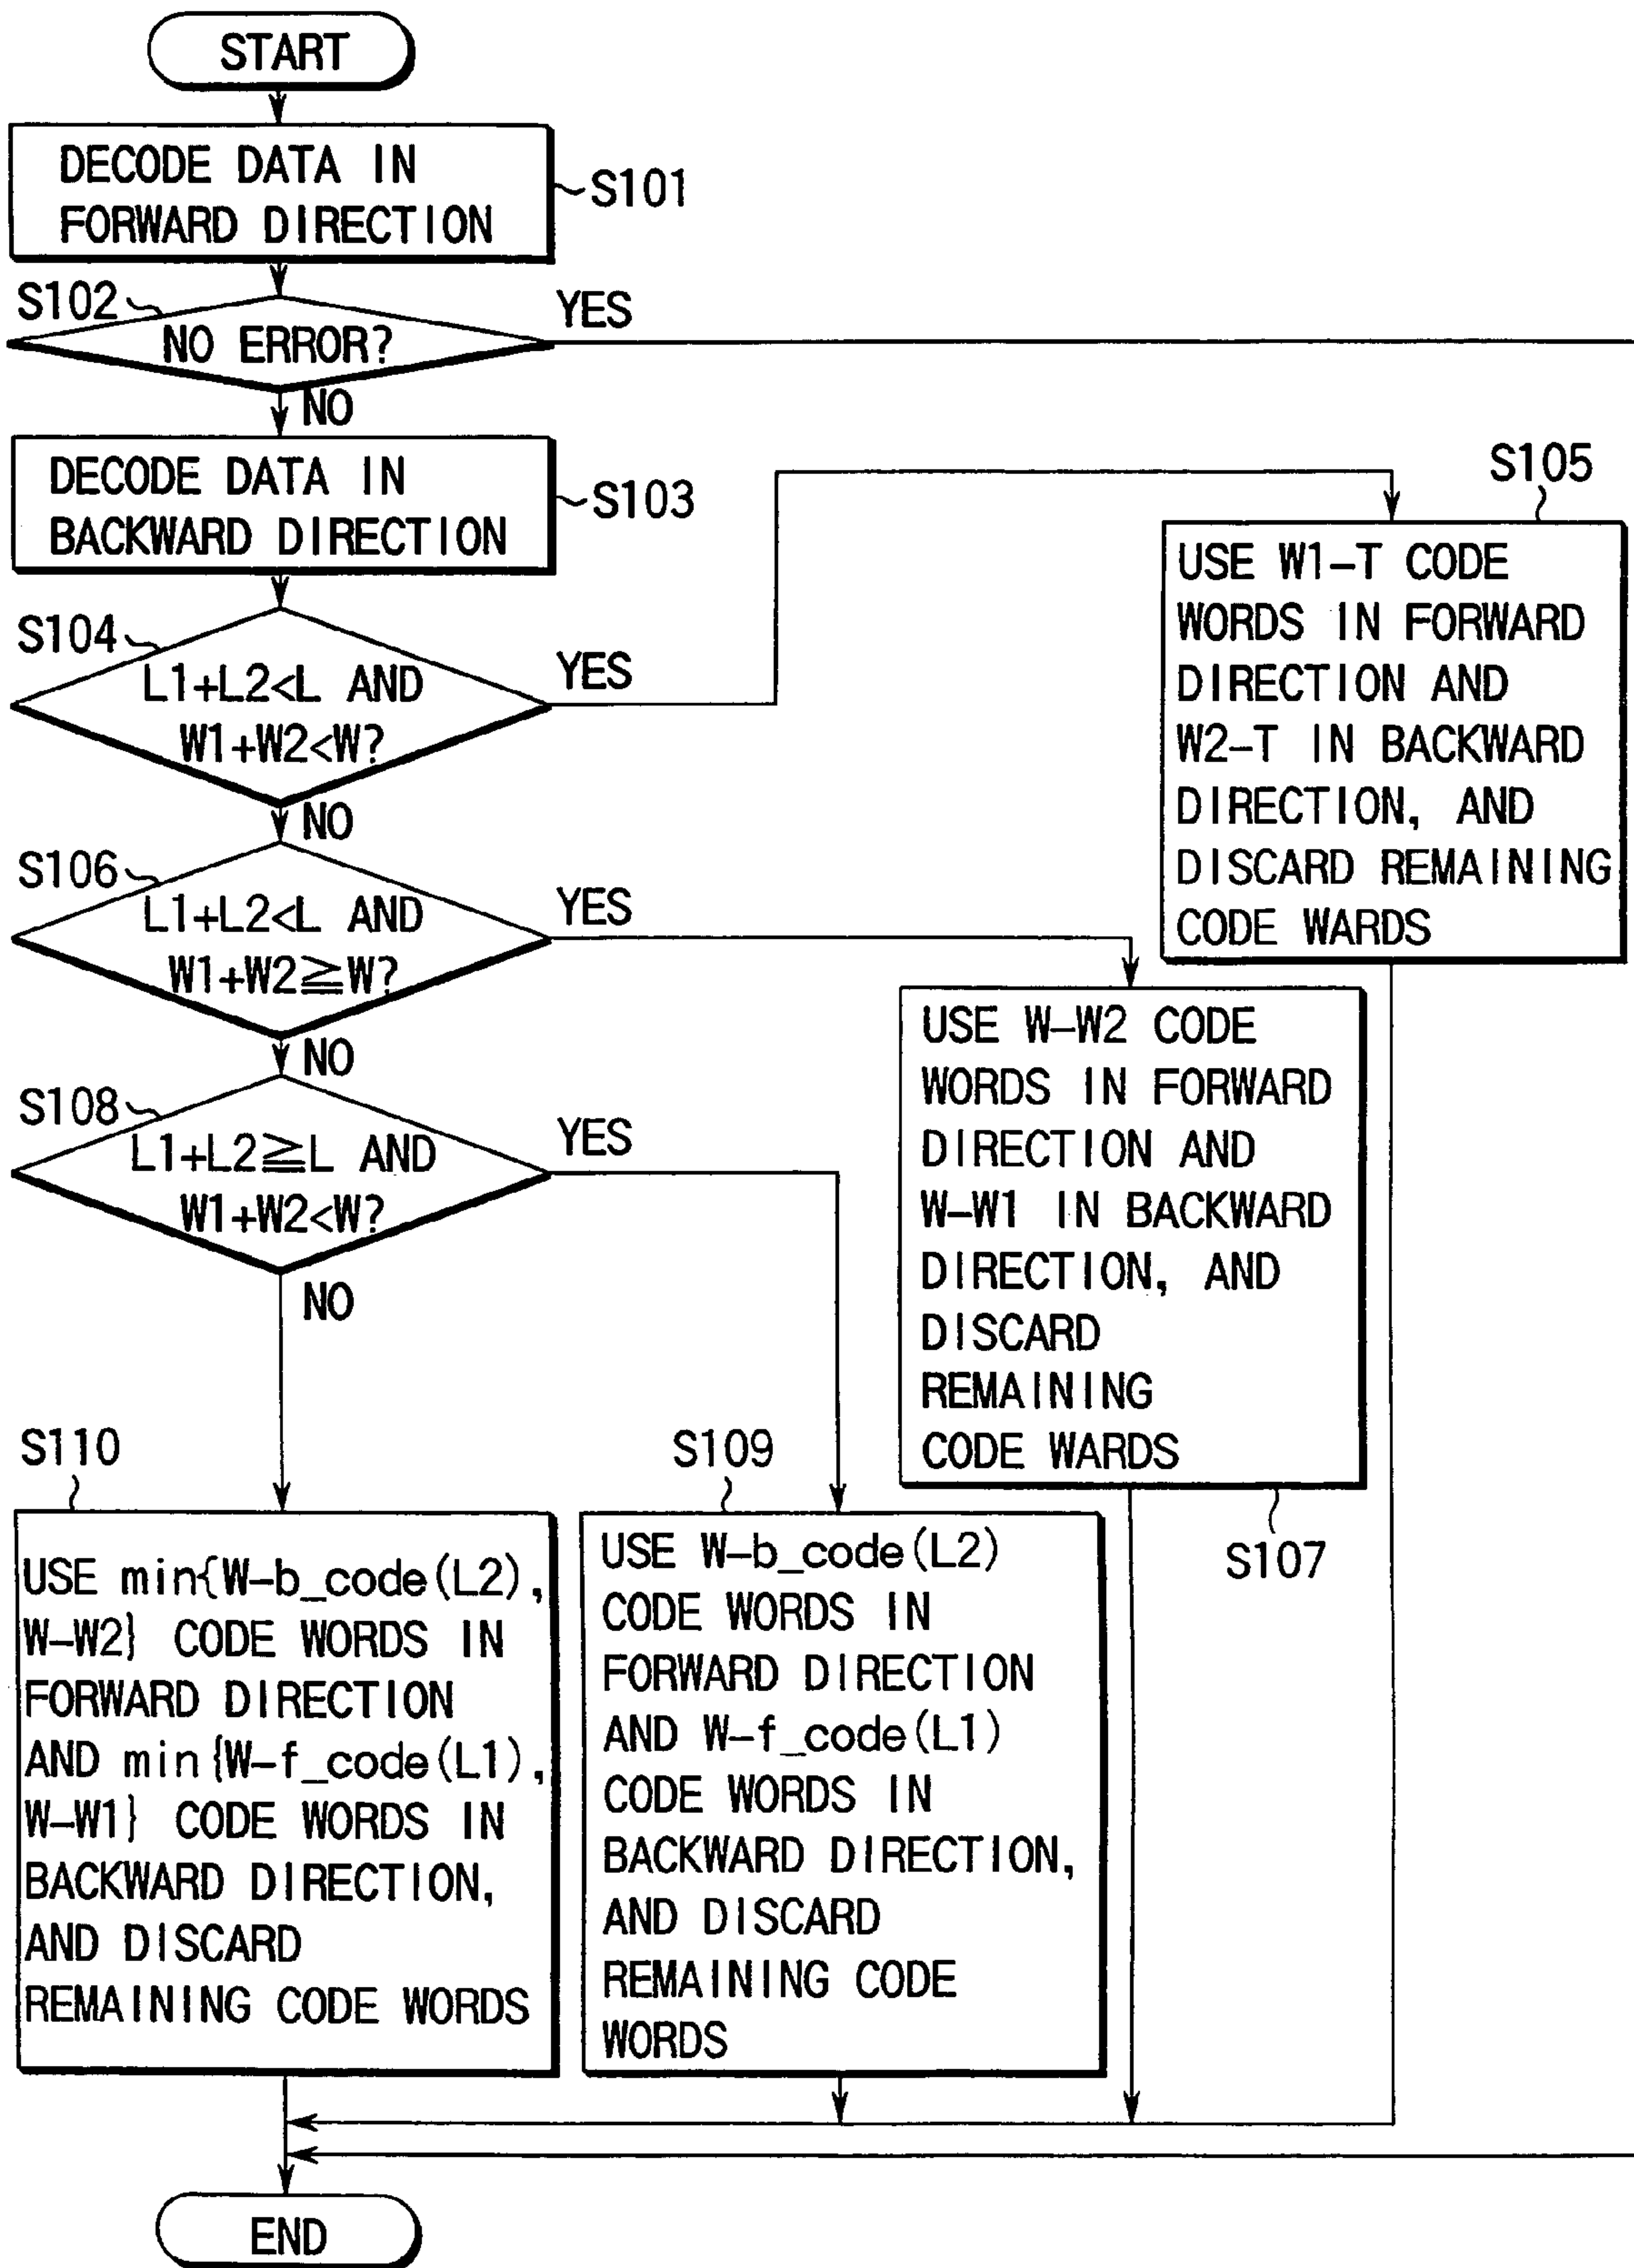 START
DECODE DATA IN
FORWARD DIRECTION
S101
S102
NO ERROR?
YES
NO
DECODE DATA IN
BACKWARD DIRECTION
S103
S104
L1+L2<L AND
W1+W2<W?
YES
NO
S105
USE W1-T CODE
WORDS IN FORWARD
DIRECTION AND
W2-T IN BACKWARD
DIRECTION, AND
DISCARD REMAINING
CODE WARDS
S106
L1+L2<L AND
W1+W2≧W?
YES
NO
USE W-W2 CODE
WORDS IN FORWARD
DIRECTION AND
W-W1 IN BACKWARD
DIRECTION, AND
DISCARD
REMAINING
CODE WARDS
S107
S108
L1+L2≧L AND
W1+W2<W?
YES
NO
S110
USE min{W-b_code(L2),
W-W2} CODE WORDS IN
FORWARD DIRECTION
AND min{W-f_code(L1),
W-W1} CODE WORDS IN
BACKWARD DIRECTION,
AND DISCARD
REMAINING CODE WORDS
S109
USE W-b_code(L2)
CODE WORDS IN
FORWARD DIRECTION
AND W-f_code(L1)
CODE WORDS IN
BACKWARD DIRECTION,
AND DISCARD
REMAINING CODE
WORDS
END